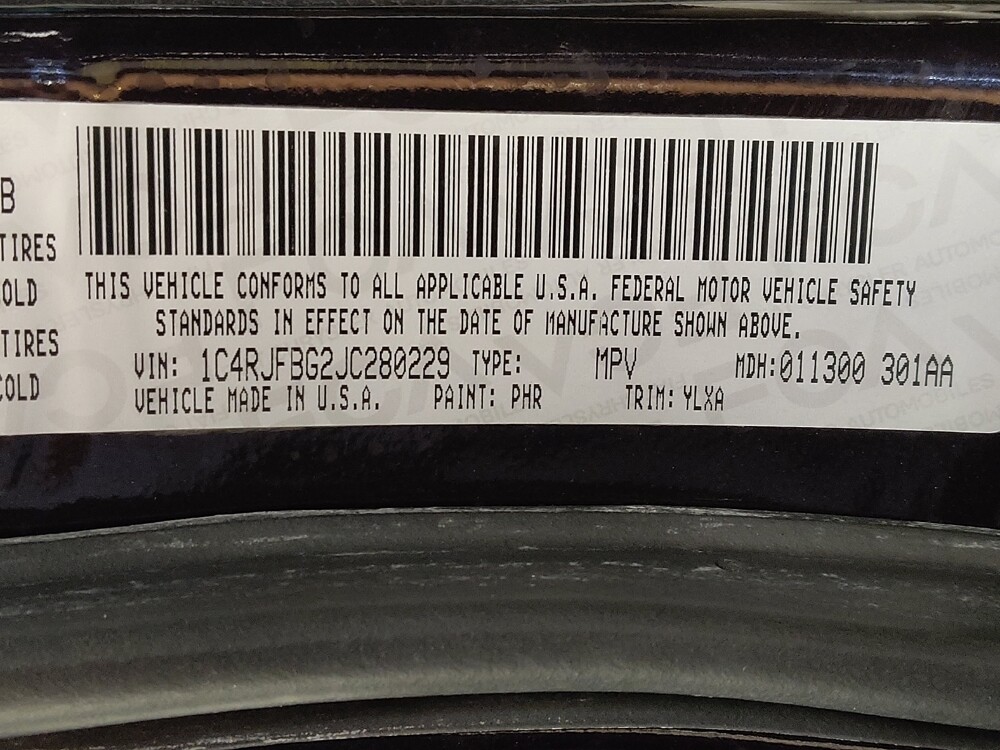 B
TIRES
COLD
TIRES
COLD
THIS VEHICLE CONFORMS TO ALL APPLICABLE U.S.A. FEDERAL MOTOR VEHICLE SAFETY
STANDARDS IN EFFECT ON THE DATE OF MANUFACTURE SHOWN ABOVE.
VIN: 1C4RJFBG2JC280229 TYPE: MPV MDH:011300 301AA
VEHICLE MADE IN U.S.A. PAINT: PHR TRIM: YLXA